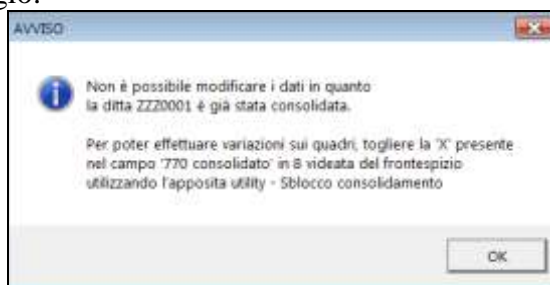 gio:
AVVISO
Non è possibile modificare i dati in quanto
la ditta ZZZ0001 è già stata consolidata.
Per poter effettuare variazioni sui quadri, togliere la 'X' presente
nel campo '770 consolidato' in 8 videata del frontespizio
utilizzando l'apposita utility - Sblocco consolidamento
OK